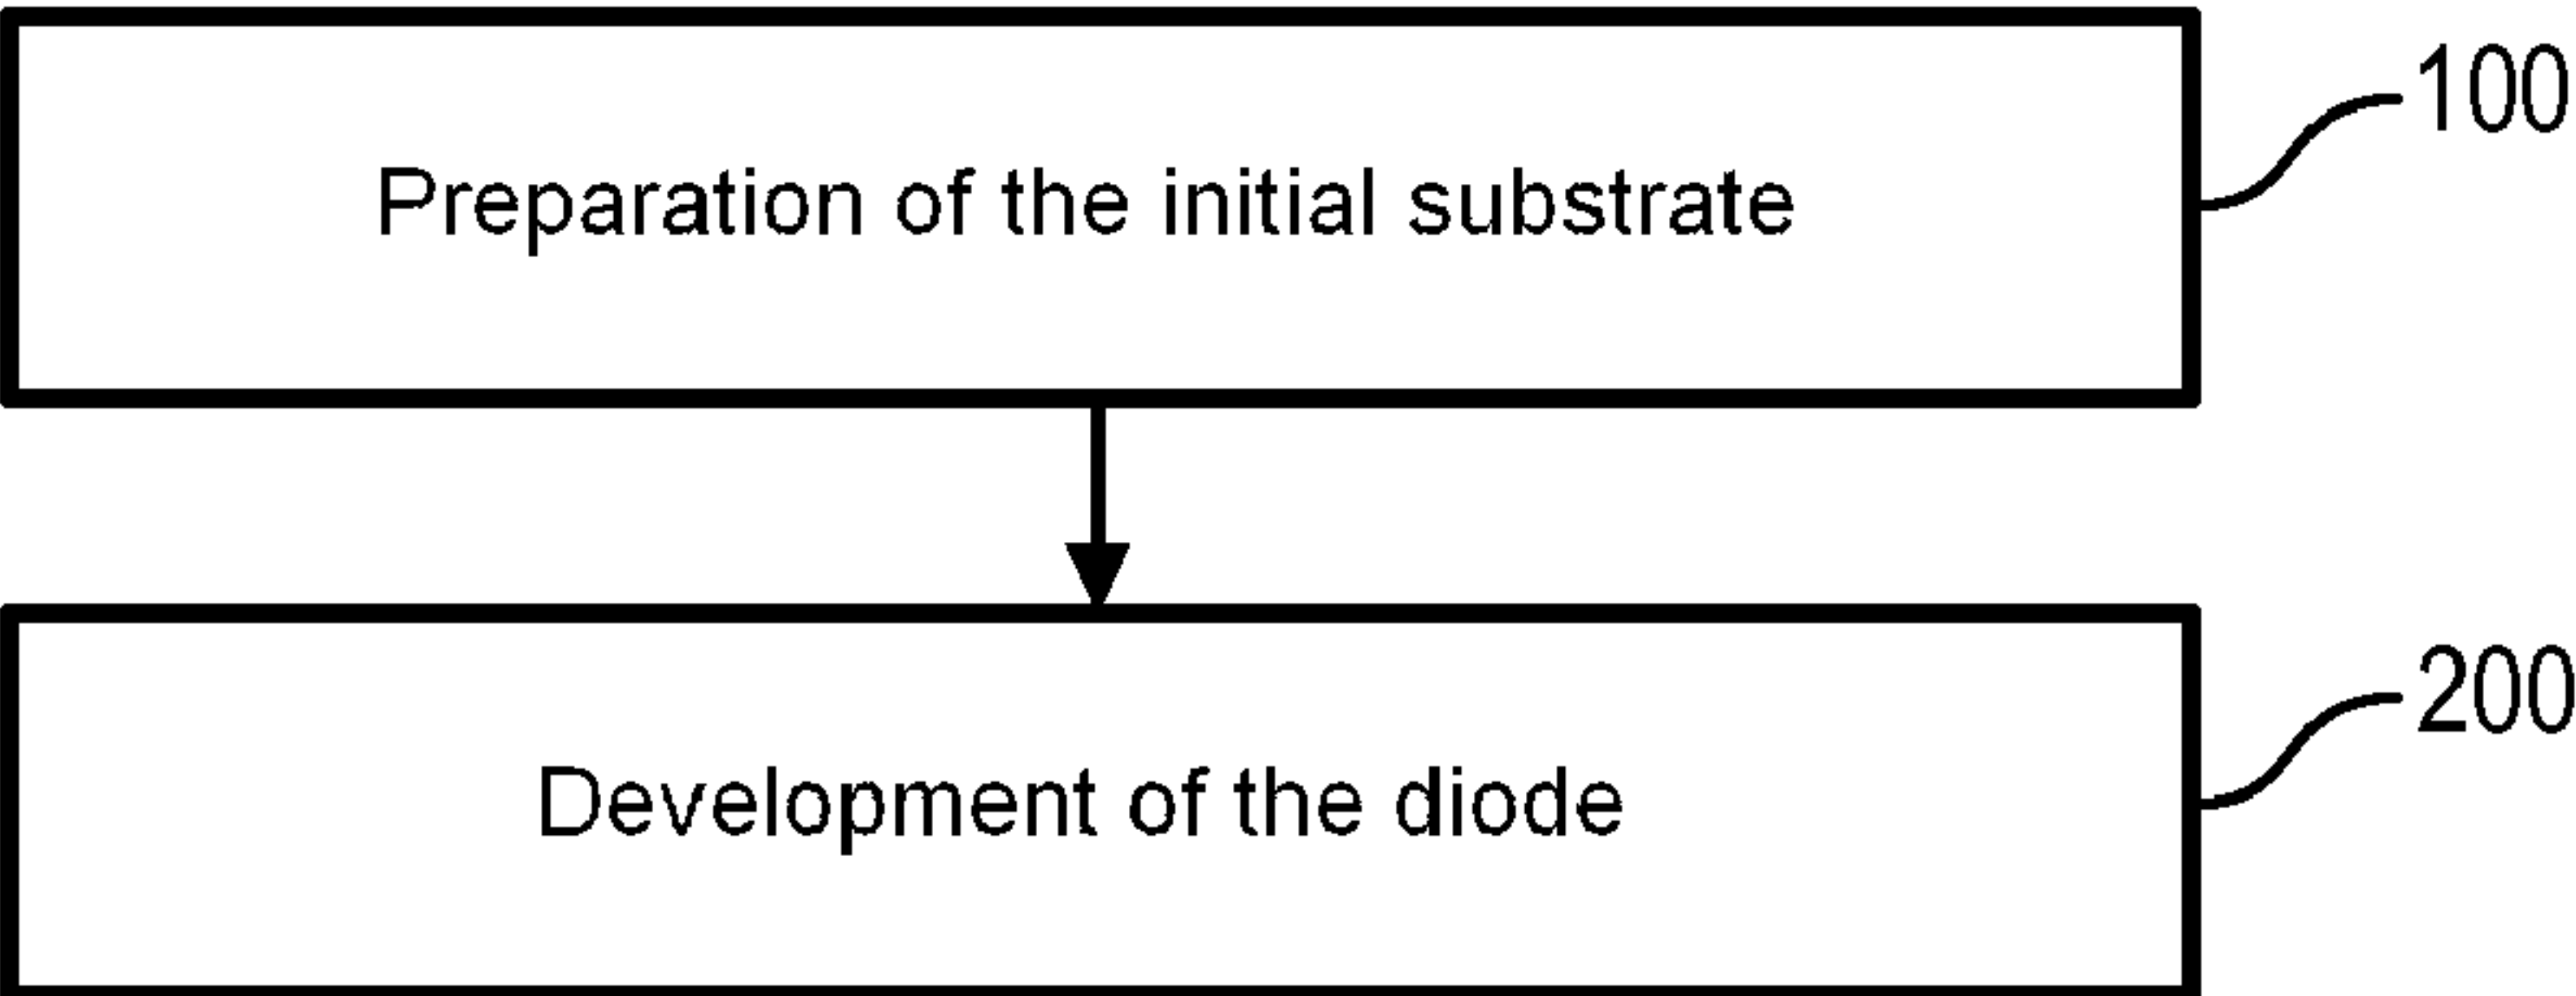 100
Preparation of the initial substrate
200
Development of the diode